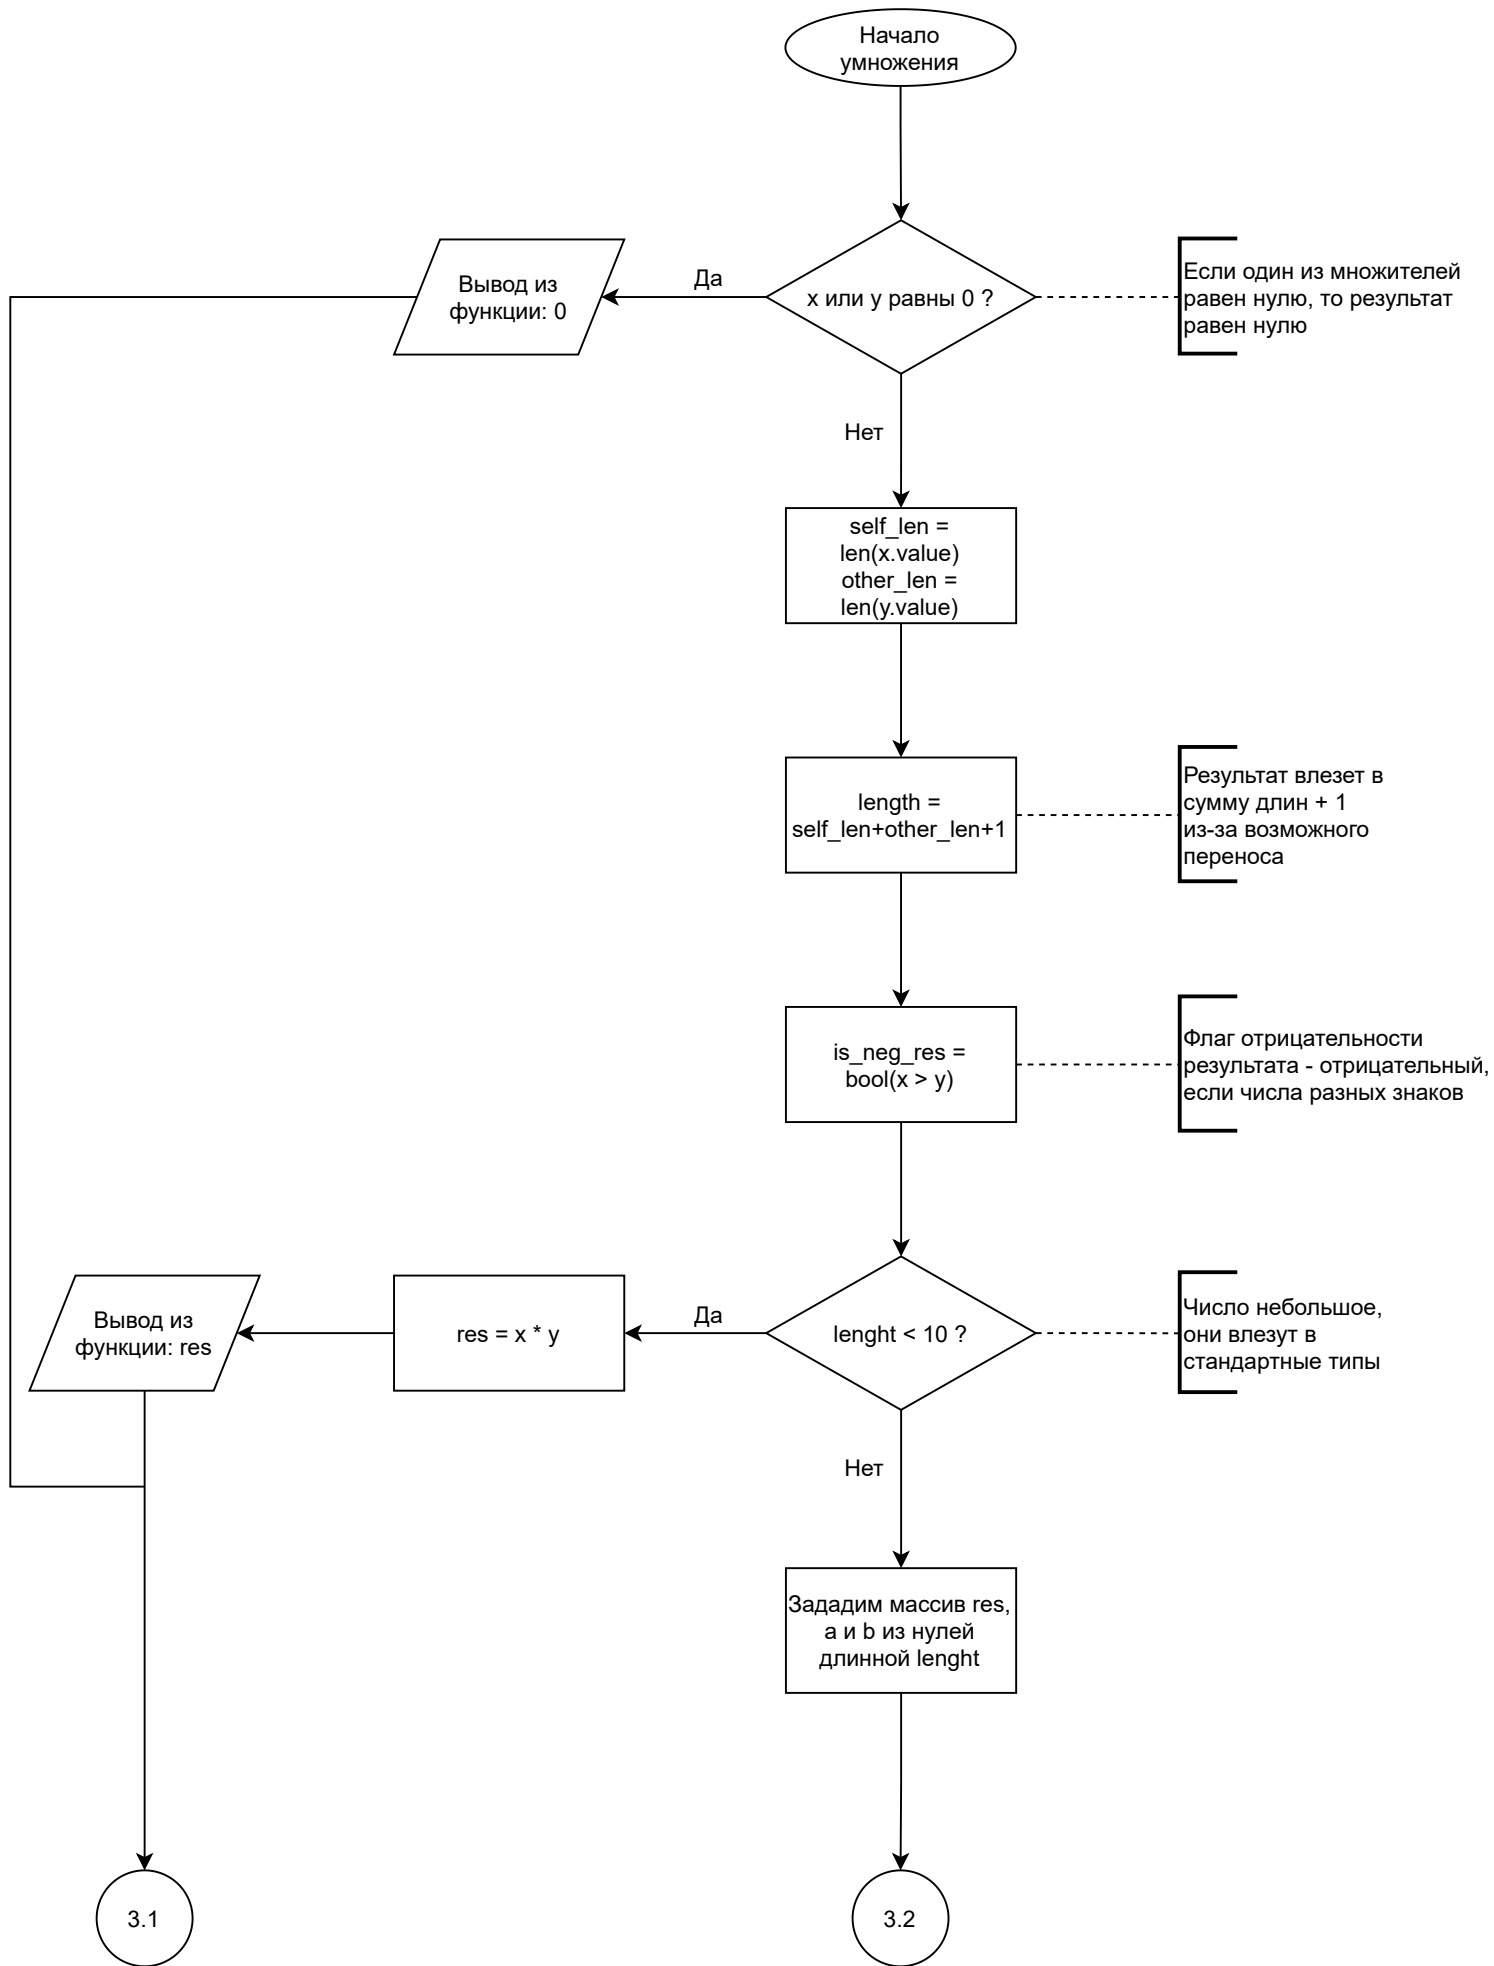 Начало
умножения
Вывод из
функции: 0
Да
x или y равны 0 ?
Если один из множителей
равен нулю, то результат
равен нулю
Нет
self_len =
len(x.value)
other_len =
len(y.value)
length =
self_len+other_len+1
Результат влезет в
сумму длин + 1
из-за возможного
переноса
is_neg_res =
bool(x > y)
Флаг отрицательности
результата - отрицательный,
если числа разных знаков
Вывод из
функции: res
res = x * y
Да
lenght < 10 ?
Число небольшое,
они влезут в
стандартные типы
Нет
Зададим массив res,
a и b из нулей
длинной lenght
3.1
3.2